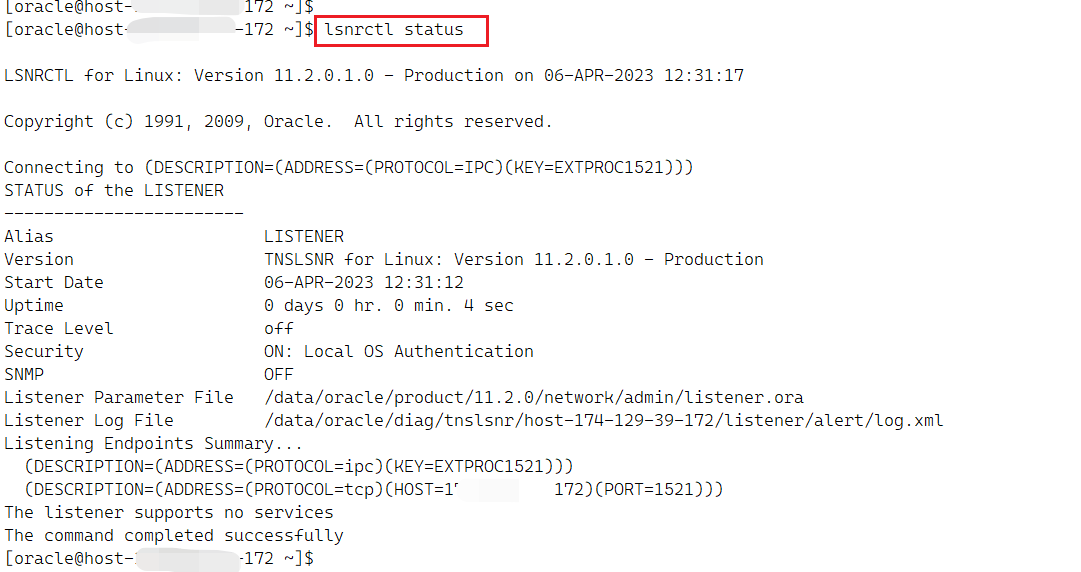 [oracle@host- 172 ~]$
[oracle@host- -172 ~]$ lsnrctl status
LSNRCTL for Linux: Version 11.2.0.1.0 - Production on 06-APR-2023 12:31:17
Copyright (c) 1991, 2009, Oracle.  All rights reserved.
Connecting to (DESCRIPTION=(ADDRESS=(PROTOCOL=IPC)(KEY=EXTPROC1521)))
STATUS of the LISTENER
------------------------
Alias                     LISTENER
Version                   TNSLSNR for Linux: Version 11.2.0.1.0 - Production
Start Date                06-APR-2023 12:31:12
Uptime                    0 days 0 hr. 0 min. 4 sec
Trace Level               off
Security                  ON: Local OS Authentication
SNMP                      OFF
Listener Parameter File   /data/oracle/product/11.2.0/network/admin/listener.ora
Listener Log File         /data/oracle/diag/tnslsnr/host-174-129-39-172/listener/alert/log.xml
Listening Endpoints Summary...
  (DESCRIPTION=(ADDRESS=(PROTOCOL=ipc)(KEY=EXTPROC1521)))
  (DESCRIPTION=(ADDRESS=(PROTOCOL=tcp)(HOST=1 172)(PORT=1521)))
The listener supports no services
The command completed successfully
[oracle@host- -172 ~]$